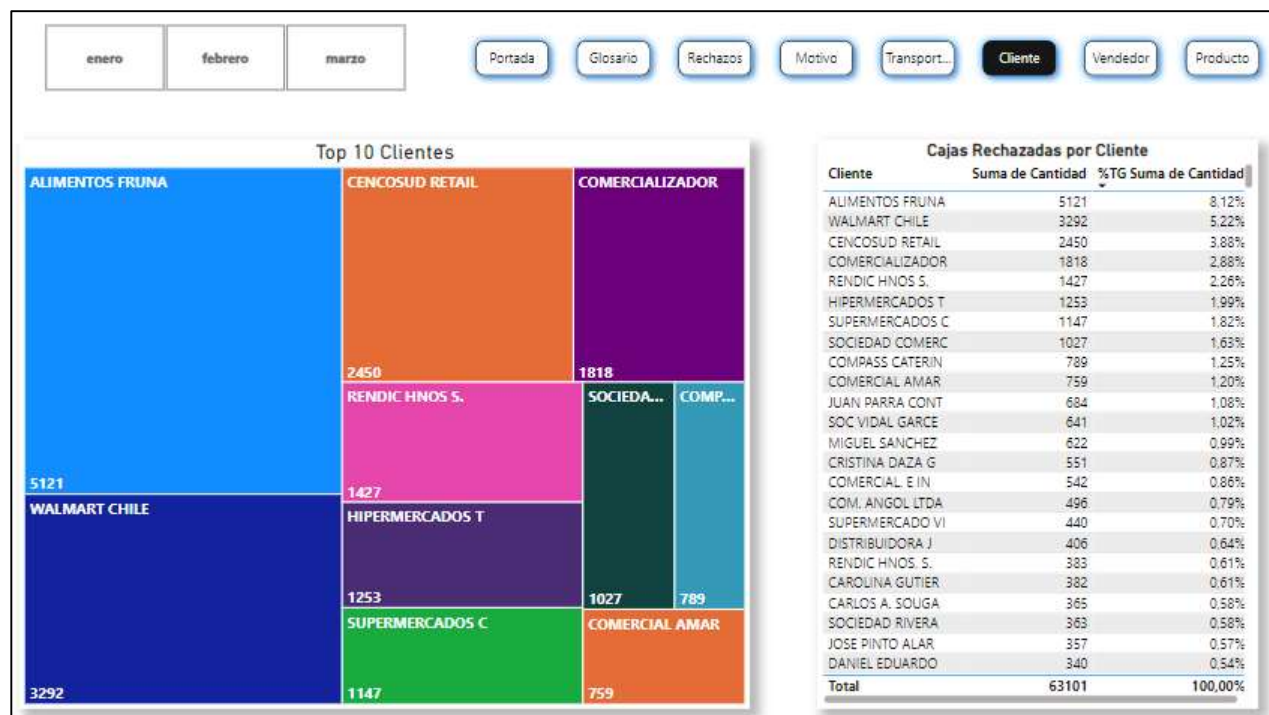 enero febrero marzo
Portada Glosario Rechazos Motivo Transport... Cliente Vendedor Producto
Top 10 Clientes
ALIMENTOS FRUNA
5121
WALMART CHILE
3292
CENCOSUD RETAIL
2450
COMERCIALIZADOR
1818
RENDIC HNOS S.
1427
HIPERMERCADOS T
1253
SUPERMERCADOS C
1147
SOCIEDA...
1027
COMP...
789
COMERCIAL AMAR
759
Cajas Rechazadas por Cliente
Cliente Suma de Cantidad %TG Suma de Cantidad
ALIMENTOS FRUNA 5121 8,12%
WALMART CHILE 3292 5,22%
CENCOSUD RETAIL 2450 3,88%
COMERCIALIZADOR 1818 2,88%
RENDIC HNOS S. 1427 2,26%
HIPERMERCADOS T 1253 1,99%
SUPERMERCADOS C 1147 1,82%
SOCIEDAD COMERC 1027 1,63%
COMPASS CATERIN 789 1,25%
COMERCIAL AMAR 759 1,20%
JUAN PARRA CONT 684 1,08%
SOC VIDAL GARCE 641 1,02%
MIGUEL SANCHEZ 622 0,99%
CRISTINA DAZA G 551 0,87%
COMERCIAL. E IN 542 0,86%
COM. ANGOL LTDA 496 0,79%
SUPERMERCADO VI 440 0,70%
DISTRIBUIDORA J 406 0,64%
RENDIC HNOS. S. 383 0,61%
CAROLINA GUTIER 382 0,61%
CARLOS A. SOUGA 365 0,58%
SOCIEDAD RIVERA 363 0,58%
JOSE PINTO ALAR 357 0,57%
DANIEL EDUARDO 340 0,54%
Total 63101 100,00%